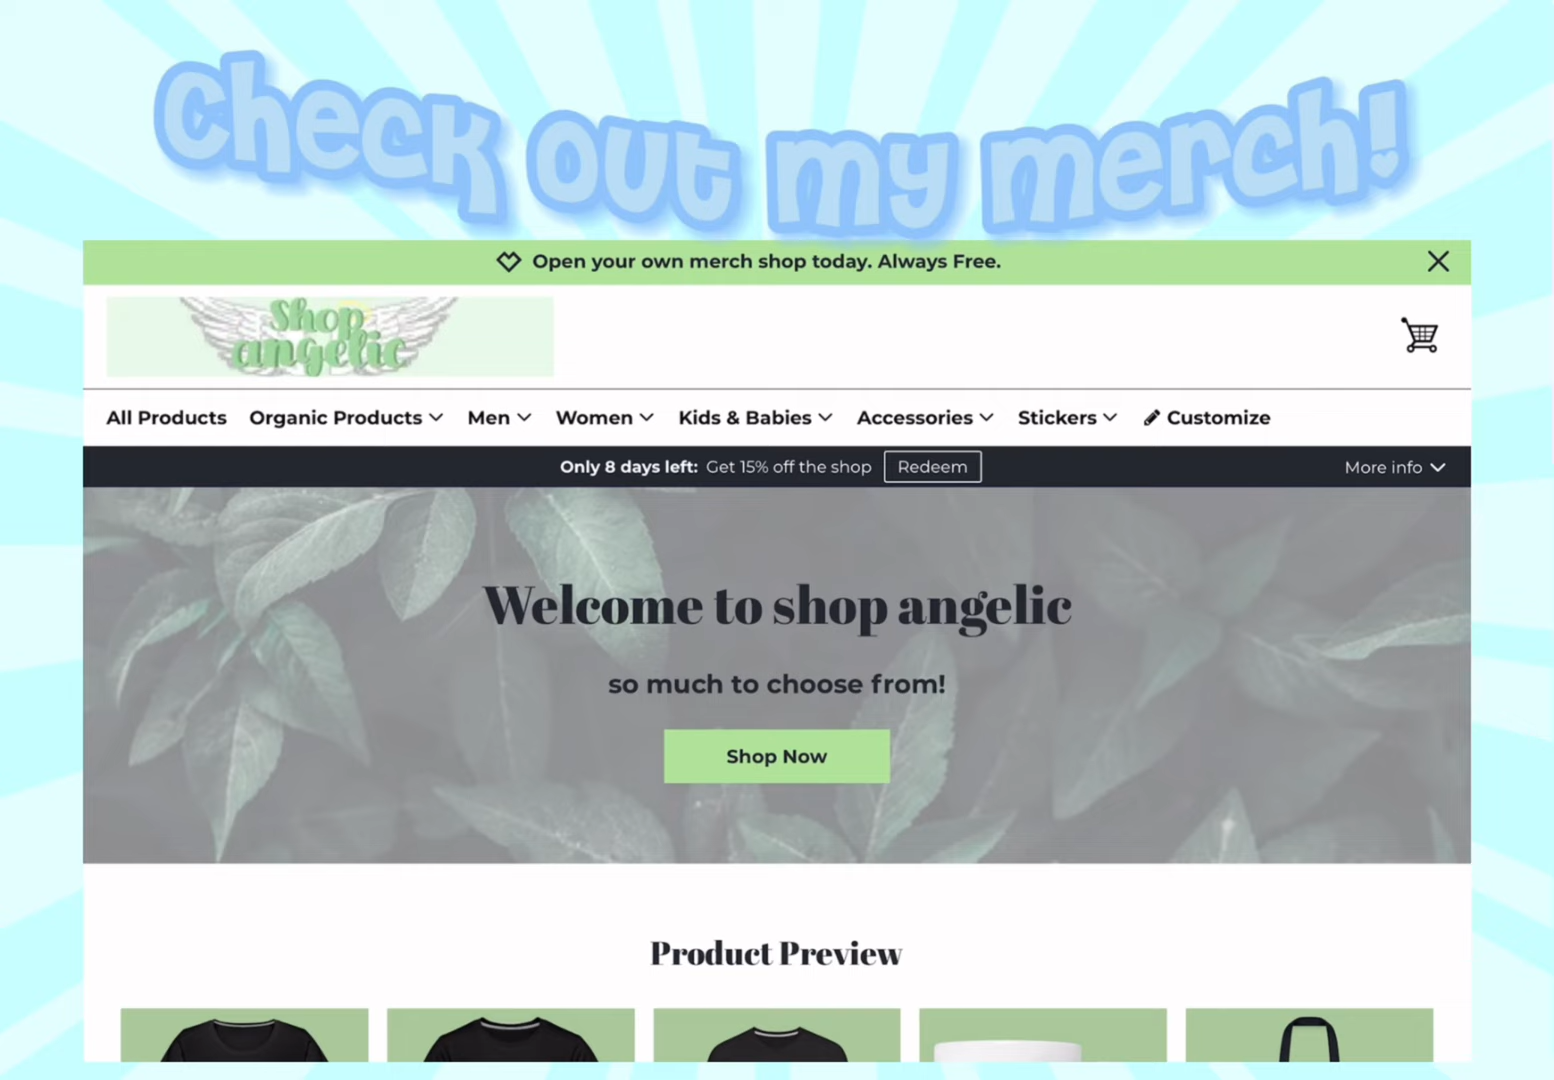 check out my merch!
Open your own merch shop today. Always Free.
shop
angelic
All Products Organic Products Men Women Kids & Babies Accessories Stickers Customize
Only 8 days left: Get 15% off the shop Redeem More info
Welcome to shop angelic
so much to choose from!
Shop Now
Product Preview